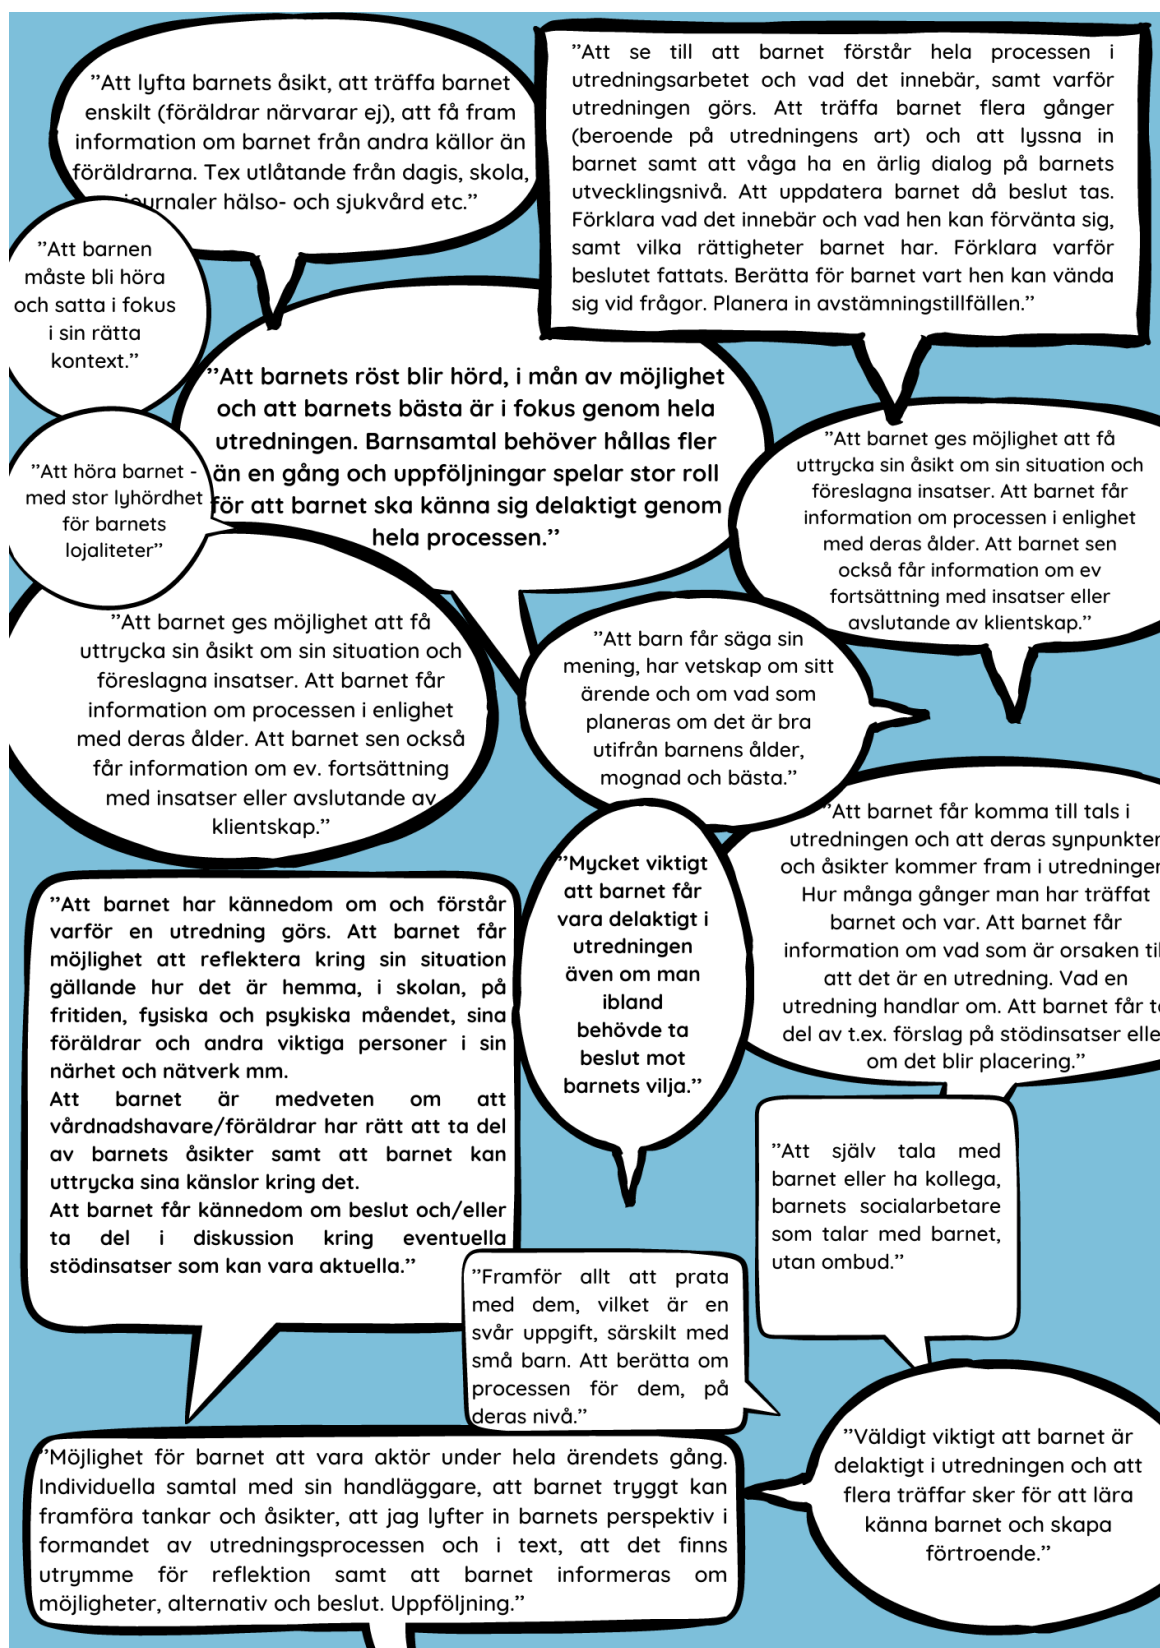 ”Att lyfta barnets åsikt, att träffa barnet
enskilt (föräldrar närvarar ej), att få fram
information om barnet från andra källor än
föräldrarna. Tex utlåtande från dagis, skola,
journaler hälso- och sjukvård etc.”
”Att se till att barnet förstår hela processen i
utredningsarbetet och vad det innebär, samt varför
utredningen görs. Att träffa barnet flera gånger
(beroende på utredningens art) och att lyssna in
barnet samt att våga ha en ärlig dialog på barnets
utvecklingsnivå. Att uppdatera barnet då beslut tas.
Förklara vad det innebär och vad hen kan förvänta sig,
samt vilka rättigheter barnet har. Förklara varför
beslutet fattats. Berätta för barnet vart hen kan vända
sig vid frågor. Planera in avstämningstillfällen.”
”Att barnen
måste bli höra
och satta i fokus
i sin rätta
kontext.”
”Att barnets röst blir hörd, i mån av möjlighet
och att barnets bästa är i fokus genom hela
utredningen. Barnsamtal behöver hållas fler
än en gång och uppföljningar spelar stor roll
för att barnet ska känna sig delaktigt genom
hela processen.”
”Att höra barnet -
med stor lyhördhet
för barnets
lojaliteter”
”Att barnet ges möjlighet att få
uttrycka sin åsikt om sin situation och
föreslagna insatser. Att barnet får
information om processen i enlighet
med deras ålder. Att barnet sen
också får information om ev
fortsättning med insatser eller
avslutande av klientskap.”
”Att barnet ges möjlighet att få
uttrycka sin åsikt om sin situation och
föreslagna insatser. Att barnet får
information om processen i enlighet
med deras ålder. Att barnet sen också
får information om ev. fortsättning
med insatser eller avslutande av
klientskap.”
”Att barn får säga sin
mening, har vetskap om sitt
ärende och om vad som
planeras om det är bra
utifrån barnens ålder,
mognad och bästa.”
”Att barnet får komma till tals i
utredningen och att deras synpunkter
och åsikter kommer fram i utredningen
Hur många gånger man har träffat
barnet och var. Att barnet får
information om vad som är orsaken til
att det är en utredning. Vad en
utredning handlar om. Att barnet får t
del av t.ex. förslag på stödinsatser elle
om det blir placering.”
”Mycket viktigt
att barnet får
vara delaktigt i
utredningen
även om man
ibland
behövde ta
beslut mot
barnets vilja.”
”Att barnet har kännedom om och förstår
varför en utredning görs. Att barnet får
möjlighet att reflektera kring sin situation
gällande hur det är hemma, i skolan, på
fritiden, fysiska och psykiska måendet, sina
föräldrar och andra viktiga personer i sin
närhet och nätverk mm.
Att barnet är medveten om att
vårdnadshavare/föräldrar har rätt att ta del
av barnets åsikter samt att barnet kan
uttrycka sina känslor kring det.
Att barnet får kännedom om beslut och/eller
ta del i diskussion kring eventuella
stödinsatser som kan vara aktuella.”
”Att själv tala med
barnet eller ha kollega,
barnets socialarbetare
som talar med barnet,
utan ombud.”
”Framför allt att prata
med dem, vilket är en
svår uppgift, särskilt med
små barn. Att berätta om
processen för dem, på
deras nivå.”
”Väldigt viktigt att barnet är
delaktigt i utredningen och att
flera träffar sker för att lära
känna barnet och skapa
förtroende.”
”Möjlighet för barnet att vara aktör under hela ärendets gång.
Individuella samtal med sin handläggare, att barnet tryggt kan
framföra tankar och åsikter, att jag lyfter in barnets perspektiv i
formandet av utredningsprocessen och i text, att det finns
utrymme för reflektion samt att barnet informeras om
möjligheter, alternativ och beslut. Uppföljning.”